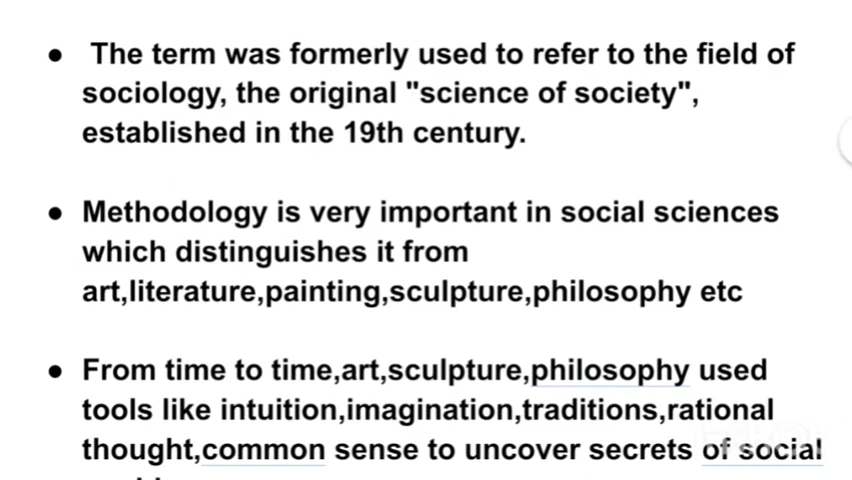 ● The term was formerly used to refer to the field of
sociology, the original "science of society",
established in the 19th century.
● Methodology is very important in social sciences
which distinguishes it from
art,literature,painting,sculpture,philosophy etc
● From time to time,art,sculpture,philosophy used
tools like intuition,imagination,traditions,rational
thought,common sense to uncover secrets of social